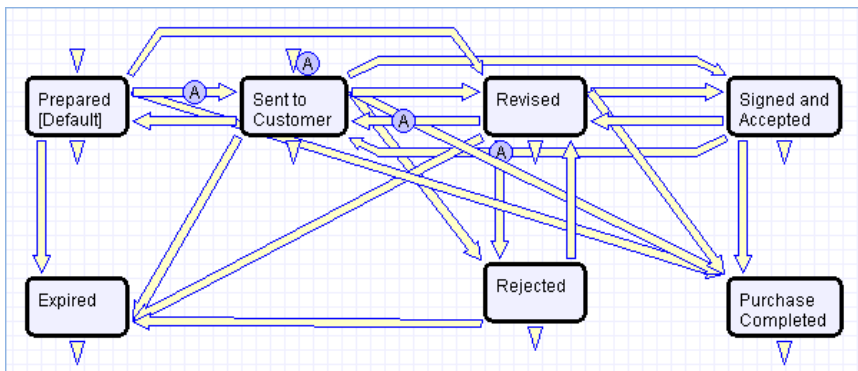 A
Prepared
[Default]
A
Sent to
Customer
A
Revised
Signed and
Accepted
A
Expired
Rejected
Purchase
Completed